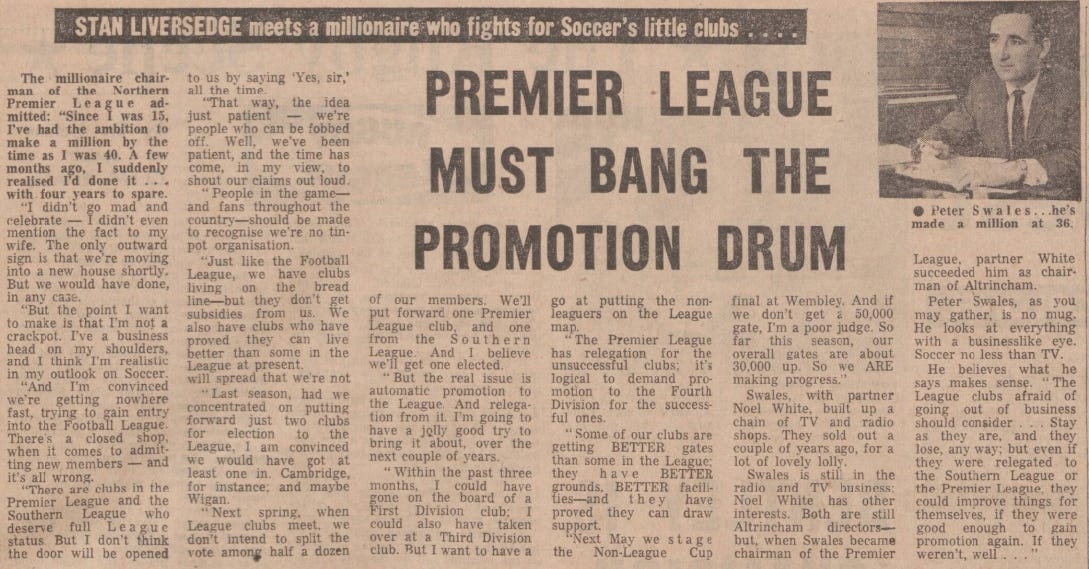 STAN LIVERSEDGE meets a millionaire who fights for Soccer's little clubs . . . .
PREMIER LEAGUE
MUST BANG THE
PROMOTION DRUM
The millionaire chair-
man of the Northern
Premier League ad-
mitted: "Since I was 15,
I've had the ambition to
make a million by the
time as I was 40. A few
months ago, I suddenly
realised I'd done it . . .
with four years to spare.
"I didn't go mad and
celebrate — I didn't even
mention the fact to my
wife. The only outward
sign is that we're moving
into a new house shortly.
But we would have done,
in any case.
"But the point I want
to make is that I'm not a
crackpot. I've a business
head on my shoulders,
and I think I'm realistic
in my outlook on Soccer.
"And I'm convinced
we're getting nowhere
fast, trying to gain entry
into the Football League.
There's a closed shop,
when it comes to admit-
ting new members — and
it's all wrong.
"There are clubs in the
Premier League and the
Southern League who
deserve full League
status. But I don't think
the door will be opened
to us by saying 'Yes, sir,'
all the time.
"That way, the idea
just patient — we're
people who can be fobbed
off. Well, we've been
patient, and the time has
come, in my view, to
shout our claims out loud.
"People in the game—
and fans throughout the
country—should be made
to recognise we're no tin-
pot organisation.
"Just like the Football
League, we have clubs
living on the bread
line—but they don't get
subsidies from us. We
also have clubs who have
proved they can live
better than some in the
League at present.
will spread that we're not
"Last season, had we
concentrated on putting
forward just two clubs
for election to the
League, I am convinced
we would have got at
least one in. Cambridge,
for instance; and maybe
Wigan.
"Next spring, when
League clubs meet, we
don't intend to split the
vote among half a dozen
of our members. We'll
put forward one Premier
League club, and one
from the Southern
League. And I believe
we'll get one elected.
"But the real issue is
automatic promotion to
the League. And relega-
tion from it. I'm going to
have a jolly good try to
bring it about, over the
next couple of years.
"Within the past three
months, I could have
gone on the board of a
First Division club; I
could also have taken
over at a Third Division
club. But I want to have a
go at putting the non-
leaguers on the League
map.
"The Premier League
has relegation for the
unsuccessful clubs; it's
logical to demand pro-
motion to the Fourth
Division for the success-
ful ones.
"Some of our clubs are
getting BETTER gates
than some in the League;
they have BETTER
grounds, BETTER facili-
ties—and they have
proved they can draw
support.
"Next May we stage
the Non-League Cup
final at Wembley. And if
we don't get a 50,000
gate, I'm a poor judge. So
far this season, our
overall gates are about
30,000 up. So we ARE
making progress."
Swales, with partner
Noel White, built up a
chain of TV and radio
shops. They sold out a
couple of years ago, for a
lot of lovely lolly.
Swales is still in the
radio and TV business;
Noel White has other
interests. Both are still
Altrincham directors—
but, when Swales became
chairman of the Premier
● Peter Swales...he's
made a million at 36.
League, partner White
succeeded him as chair-
man of Altrincham.
Peter Swales, as you
may gather, is no mug.
He looks at everything
with a businesslike eye.
Soccer no less than TV.
He believes what he
says makes sense. "The
League clubs afraid of
going out of business
should consider . . . Stay
as they are, and they
lose, any way; but even if
they were relegated to
the Southern League or
the Premier League, they
could improve things for
themselves, if they were
good enough to gain
promotion again. If they
weren't, well . . ."